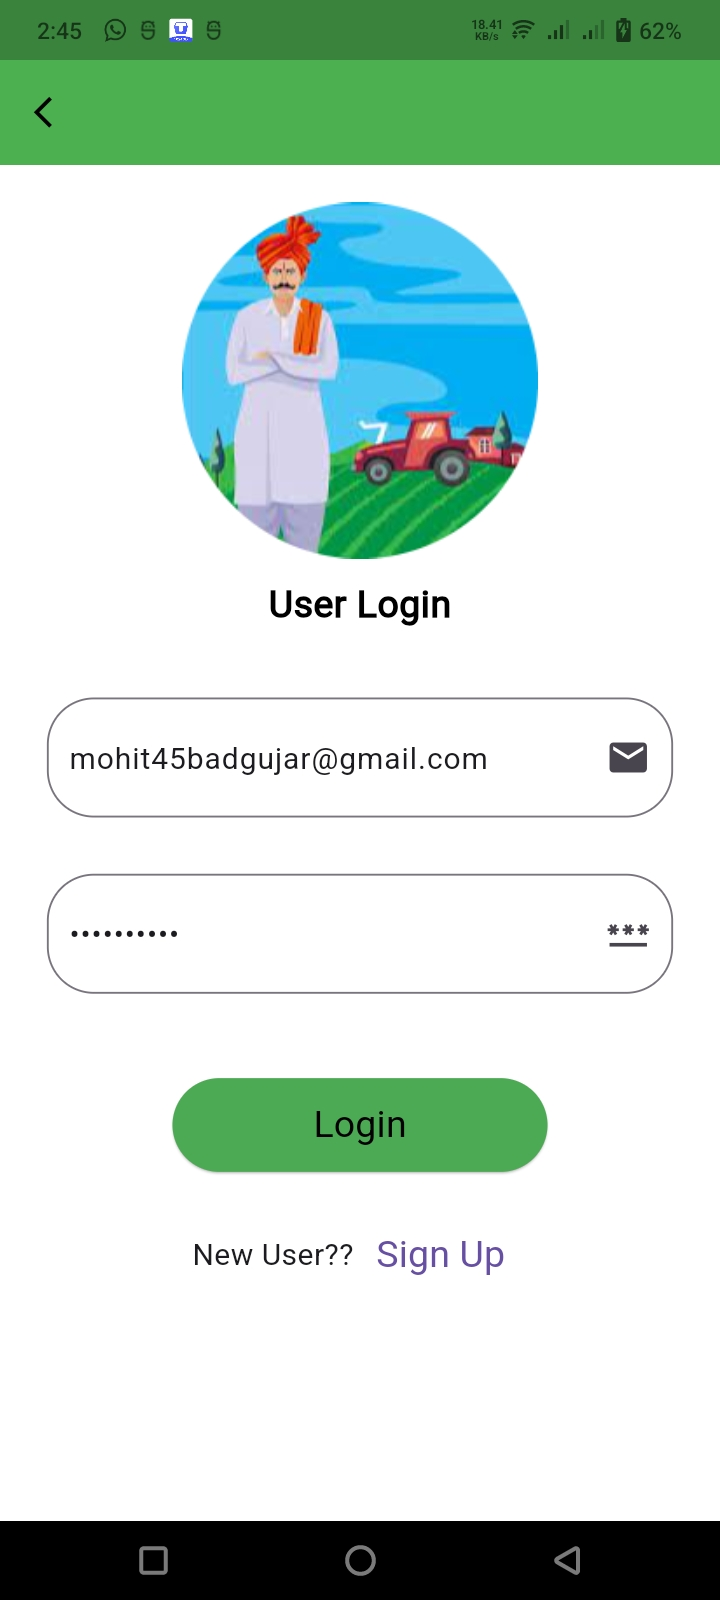 2:45 18.41 KB/s 62%
User Login
mohit45badgujar@gmail.com
••••••••••
***
Login
New User?? Sign Up